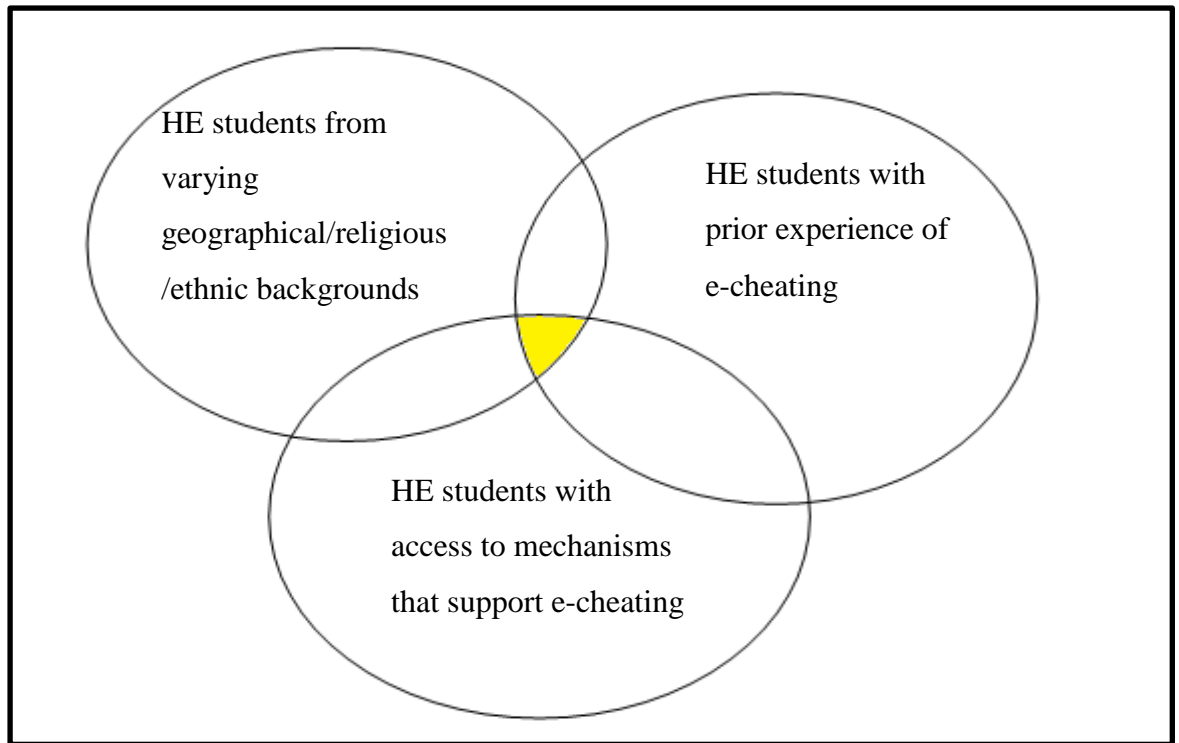 HE students from
varying
geographical/religious
/ethnic backgrounds
HE students with
prior experience of
e-cheating
HE students with
access to mechanisms
that support e-cheating